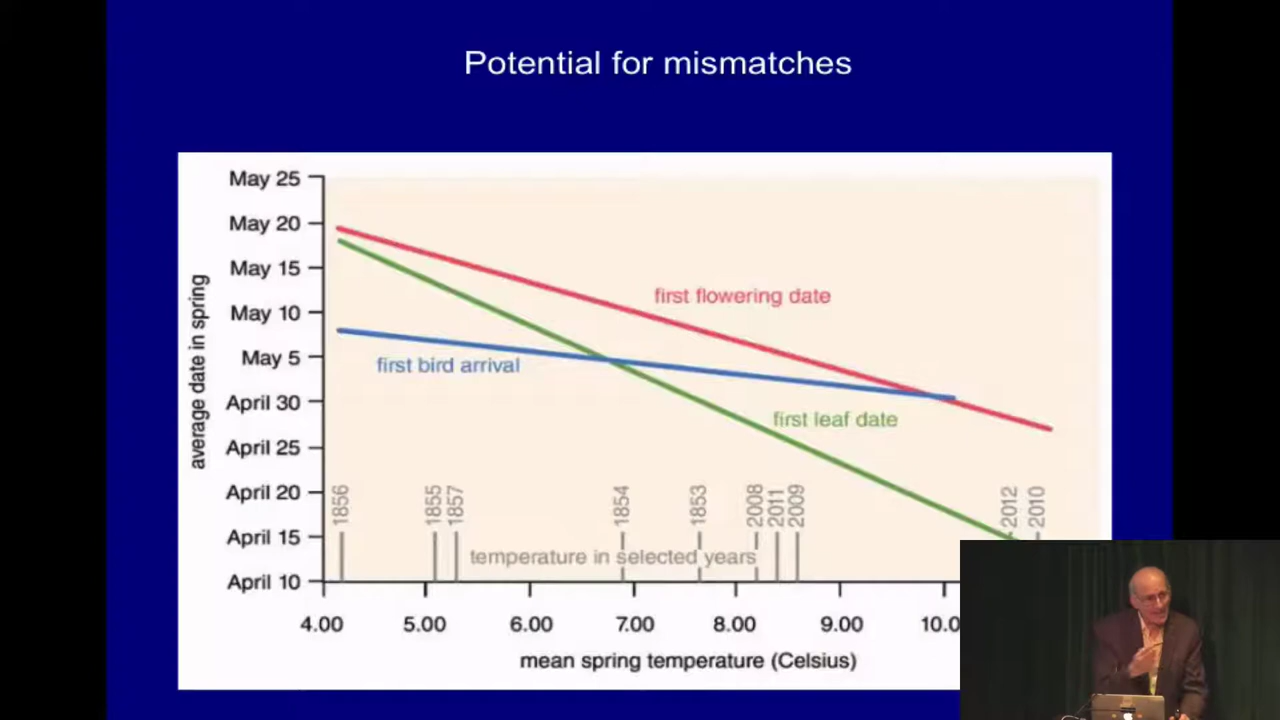 Potential for mismatches
May 25
May 20
May 15
May 10
May 5
April 30
April 25
April 20
April 15
April 10
average date in spring
first flowering date
first bird arrival
first leaf date
1856
1855
1857
1854
1853
2008
2011
2009
2012
2010
temperature in selected years
4.00 5.00 6.00 7.00 8.00 9.00 10.0
mean spring temperature (Celsius)